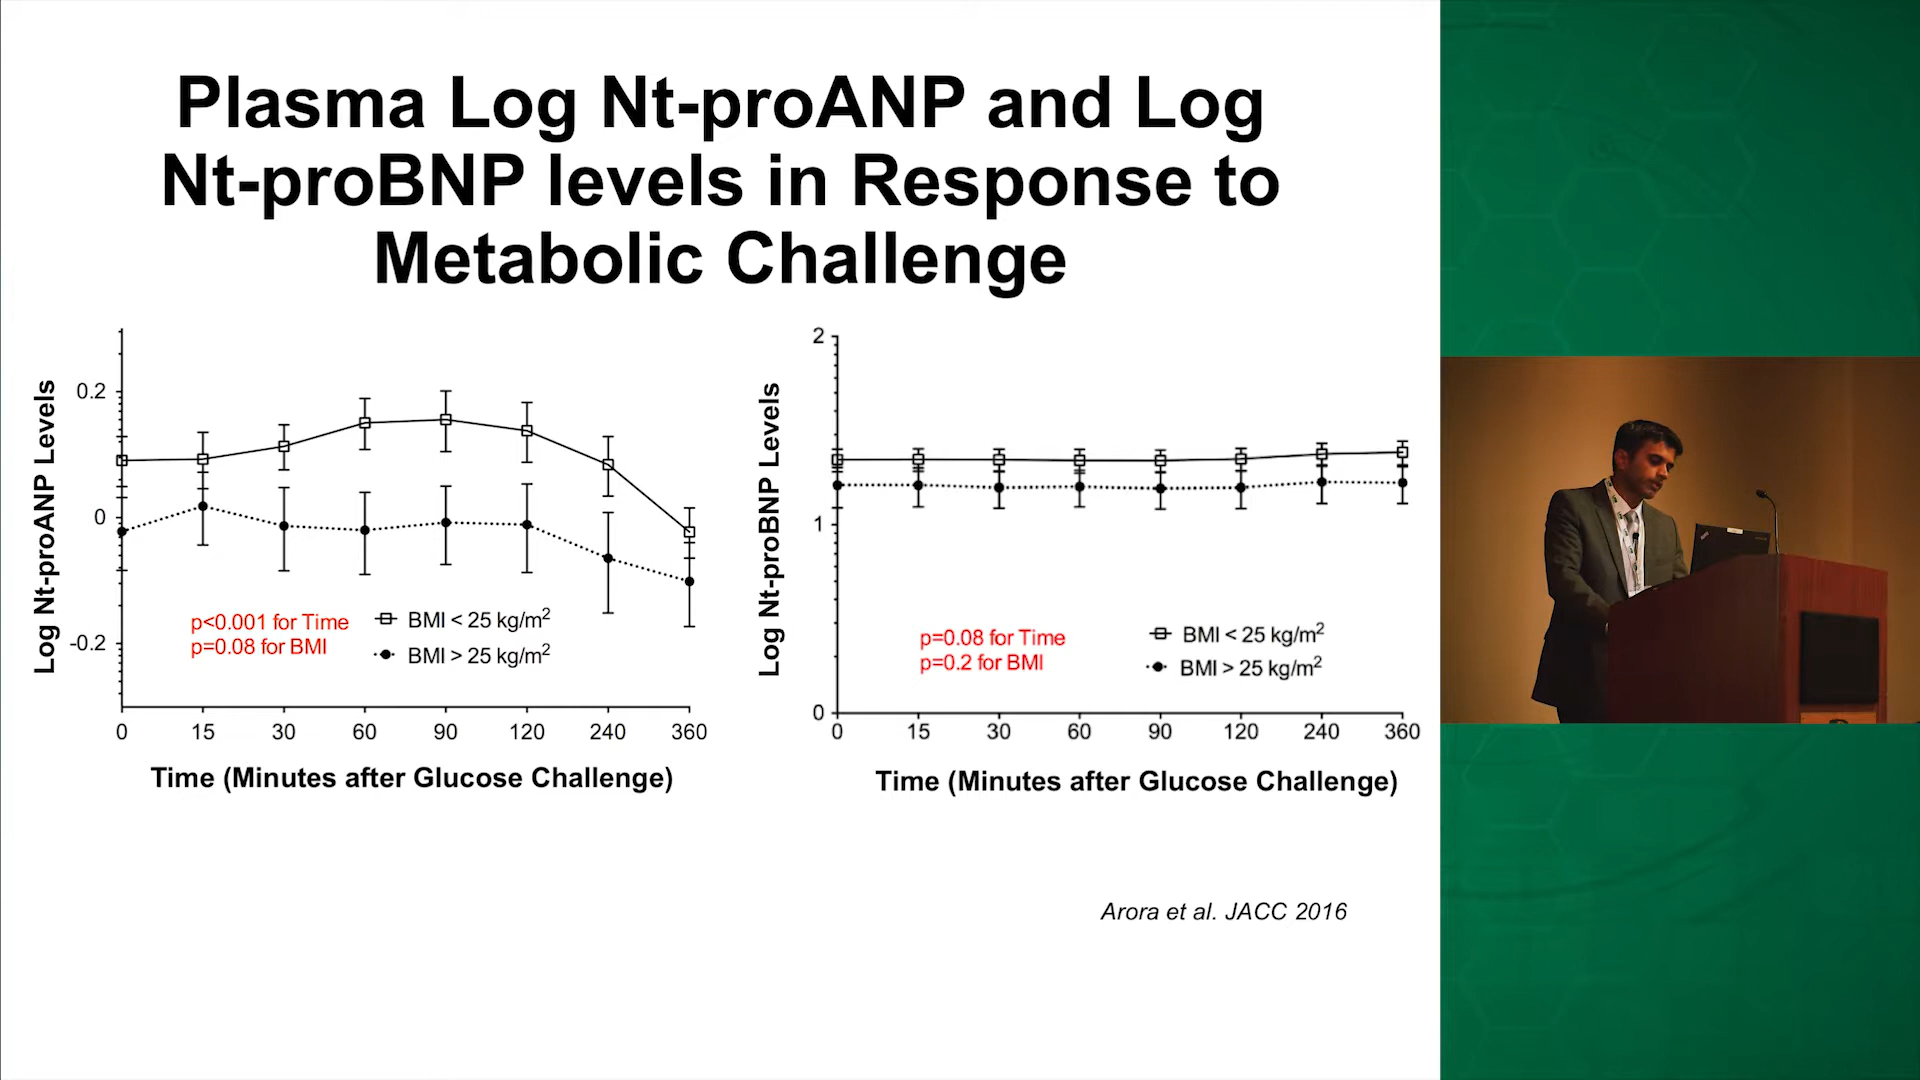 Plasma Log Nt-proANP and Log
Nt-proBNP levels in Response to
Metabolic Challenge
Log Nt-proANP Levels
0.2
0
-0.2
p<0.001 for Time
p=0.08 for BMI
BMI < 25 kg/m²
BMI > 25 kg/m²
0 15 30 60 90 120 240 360
Time (Minutes after Glucose Challenge)
Log Nt-proBNP Levels
2
1
0
p=0.08 for Time
p=0.2 for BMI
BMI < 25 kg/m²
BMI > 25 kg/m²
0 15 30 60 90 120 240 360
Time (Minutes after Glucose Challenge)
Arora et al. JACC 2016